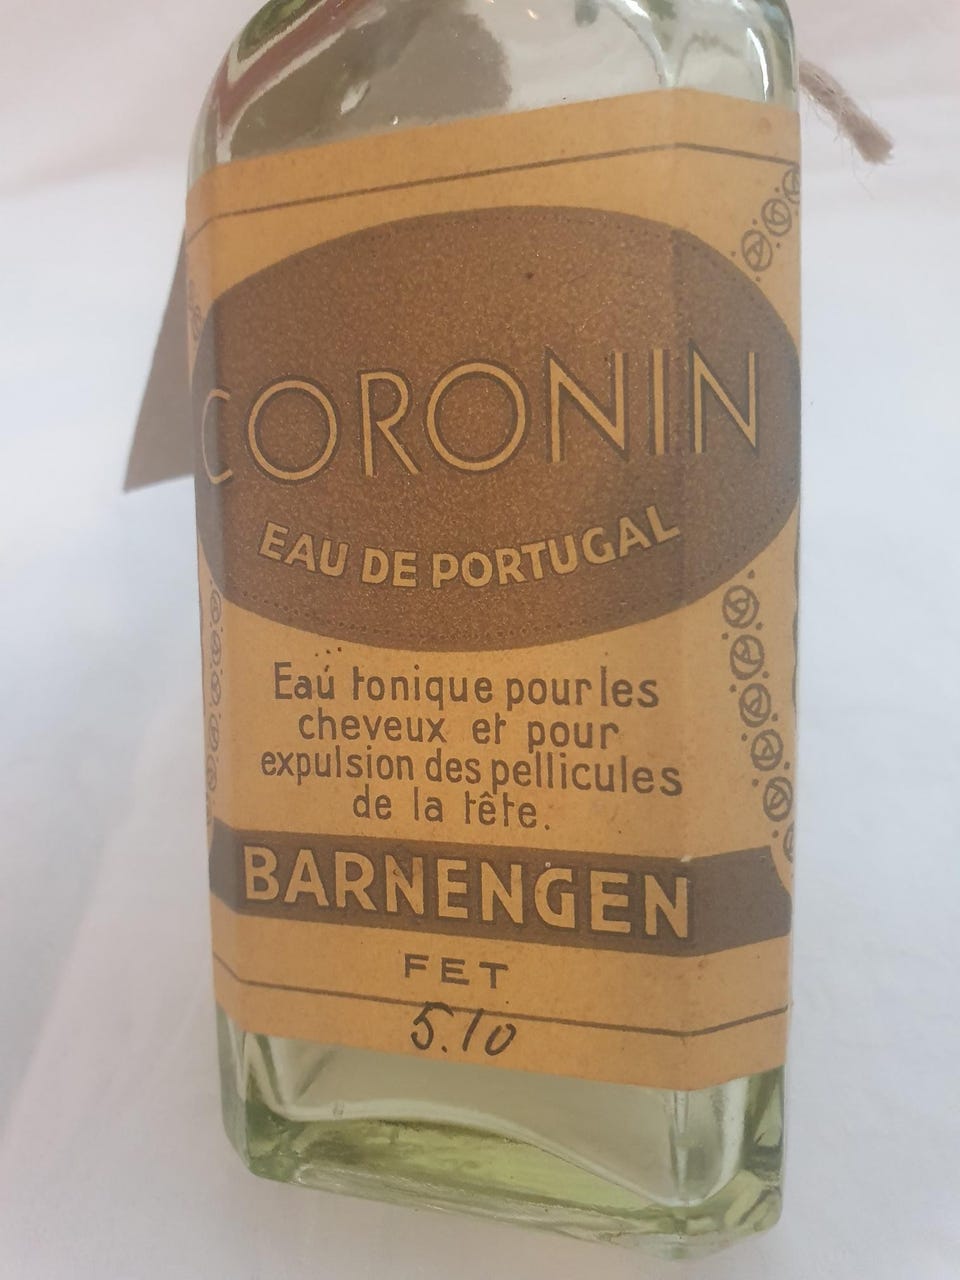 CORONIN
EAU DE PORTUGAL
Eaú tonique pour les
cheveux et pour
expulsion des pellicules
de la tête.
BARNENGEN
FET
5.10